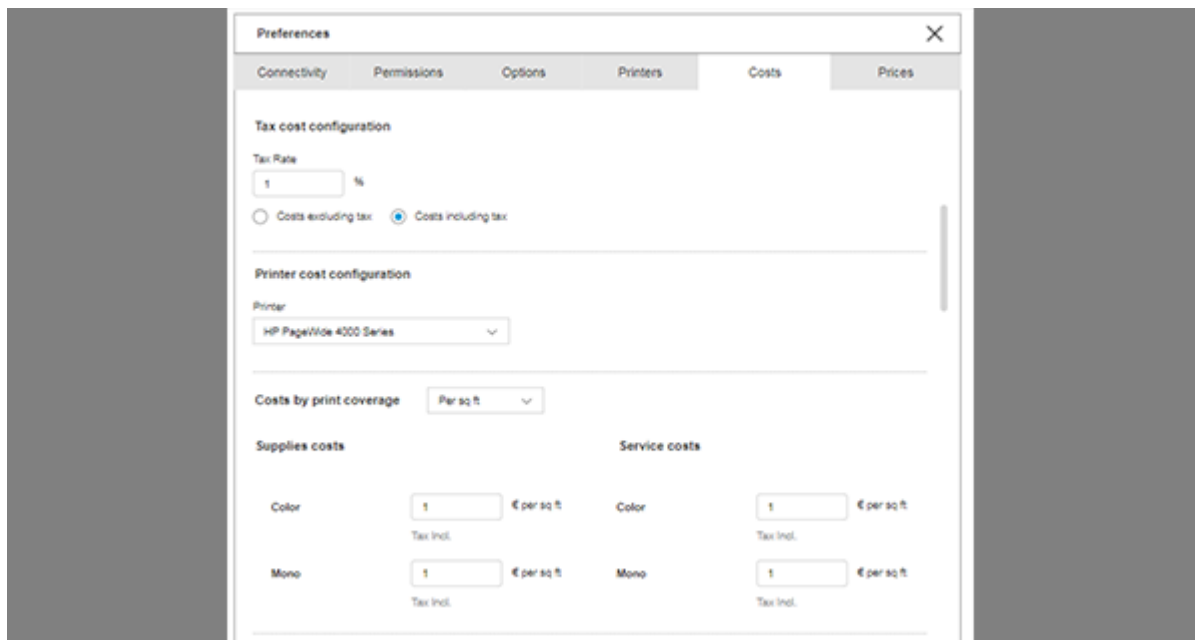 Preferences
Connectivity Permissions Options Printers Costs Prices
Tax cost configuration
Tax Rate
1 %
Costs excluding tax Costs including tax
Printer cost configuration
Printer
HP PageWide 4000 Series
Costs by print coverage Per sq ft
Supplies costs Service costs
Color 1 € per sq ft Color 1 € per sq ft
Tax Incl. Tax Incl.
Mono 1 € per sq ft Mono 1 € per sq ft
Tax Incl. Tax Incl.